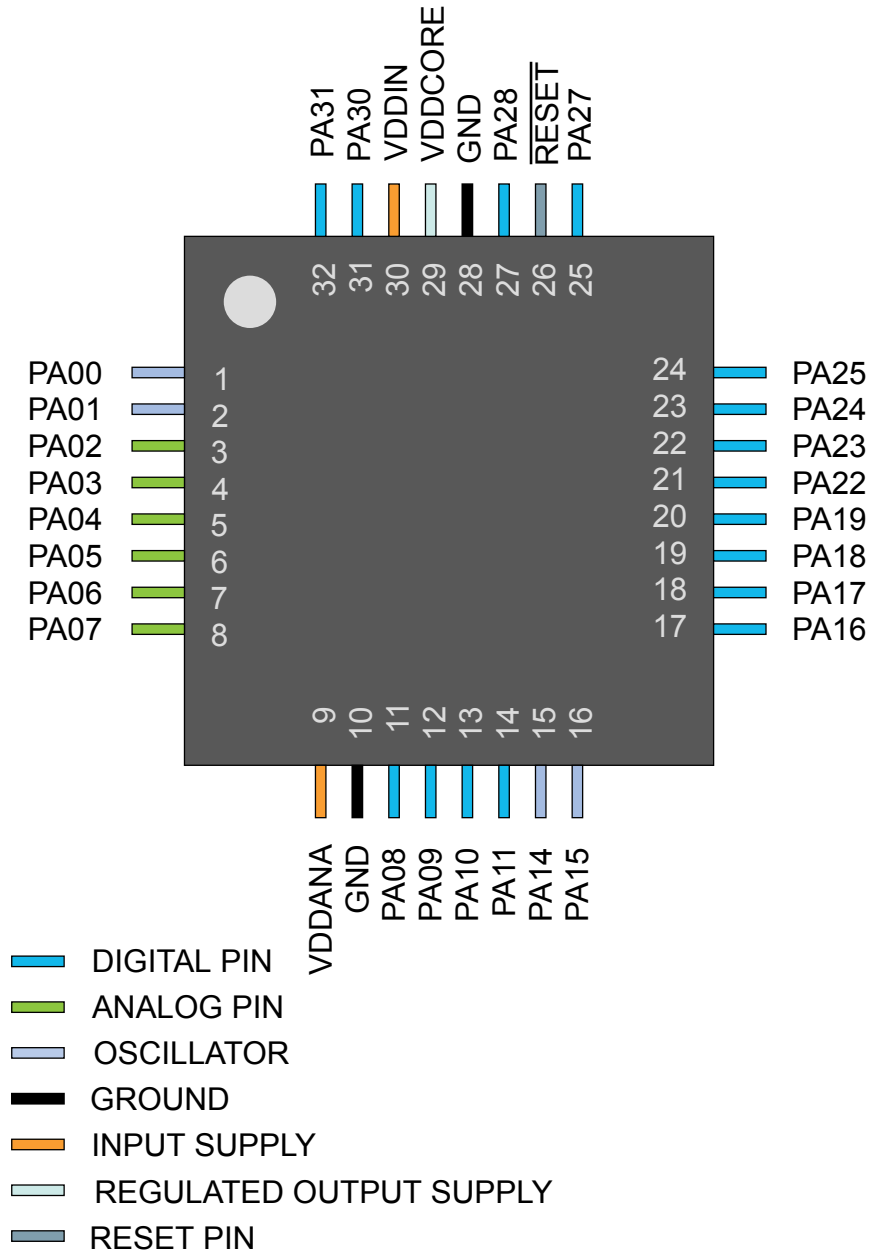 PA31
PA30
VDDIN
VDDCORE
GND
PA28
RESET
PA27
32
31
30
29
28
27
26
25
PA00
1
PA01
2
PA02
3
PA03
4
PA04
5
PA05
6
PA06
7
PA07
8
24
PA25
23
PA24
22
PA23
21
PA22
20
PA19
19
PA18
18
PA17
17
PA16
9
10
11
12
13
14
15
16
VDDANA
GND
PA08
PA09
PA10
PA11
PA14
PA15
DIGITAL PIN
ANALOG PIN
OSCILLATOR
GROUND
INPUT SUPPLY
REGULATED OUTPUT SUPPLY
RESET PIN